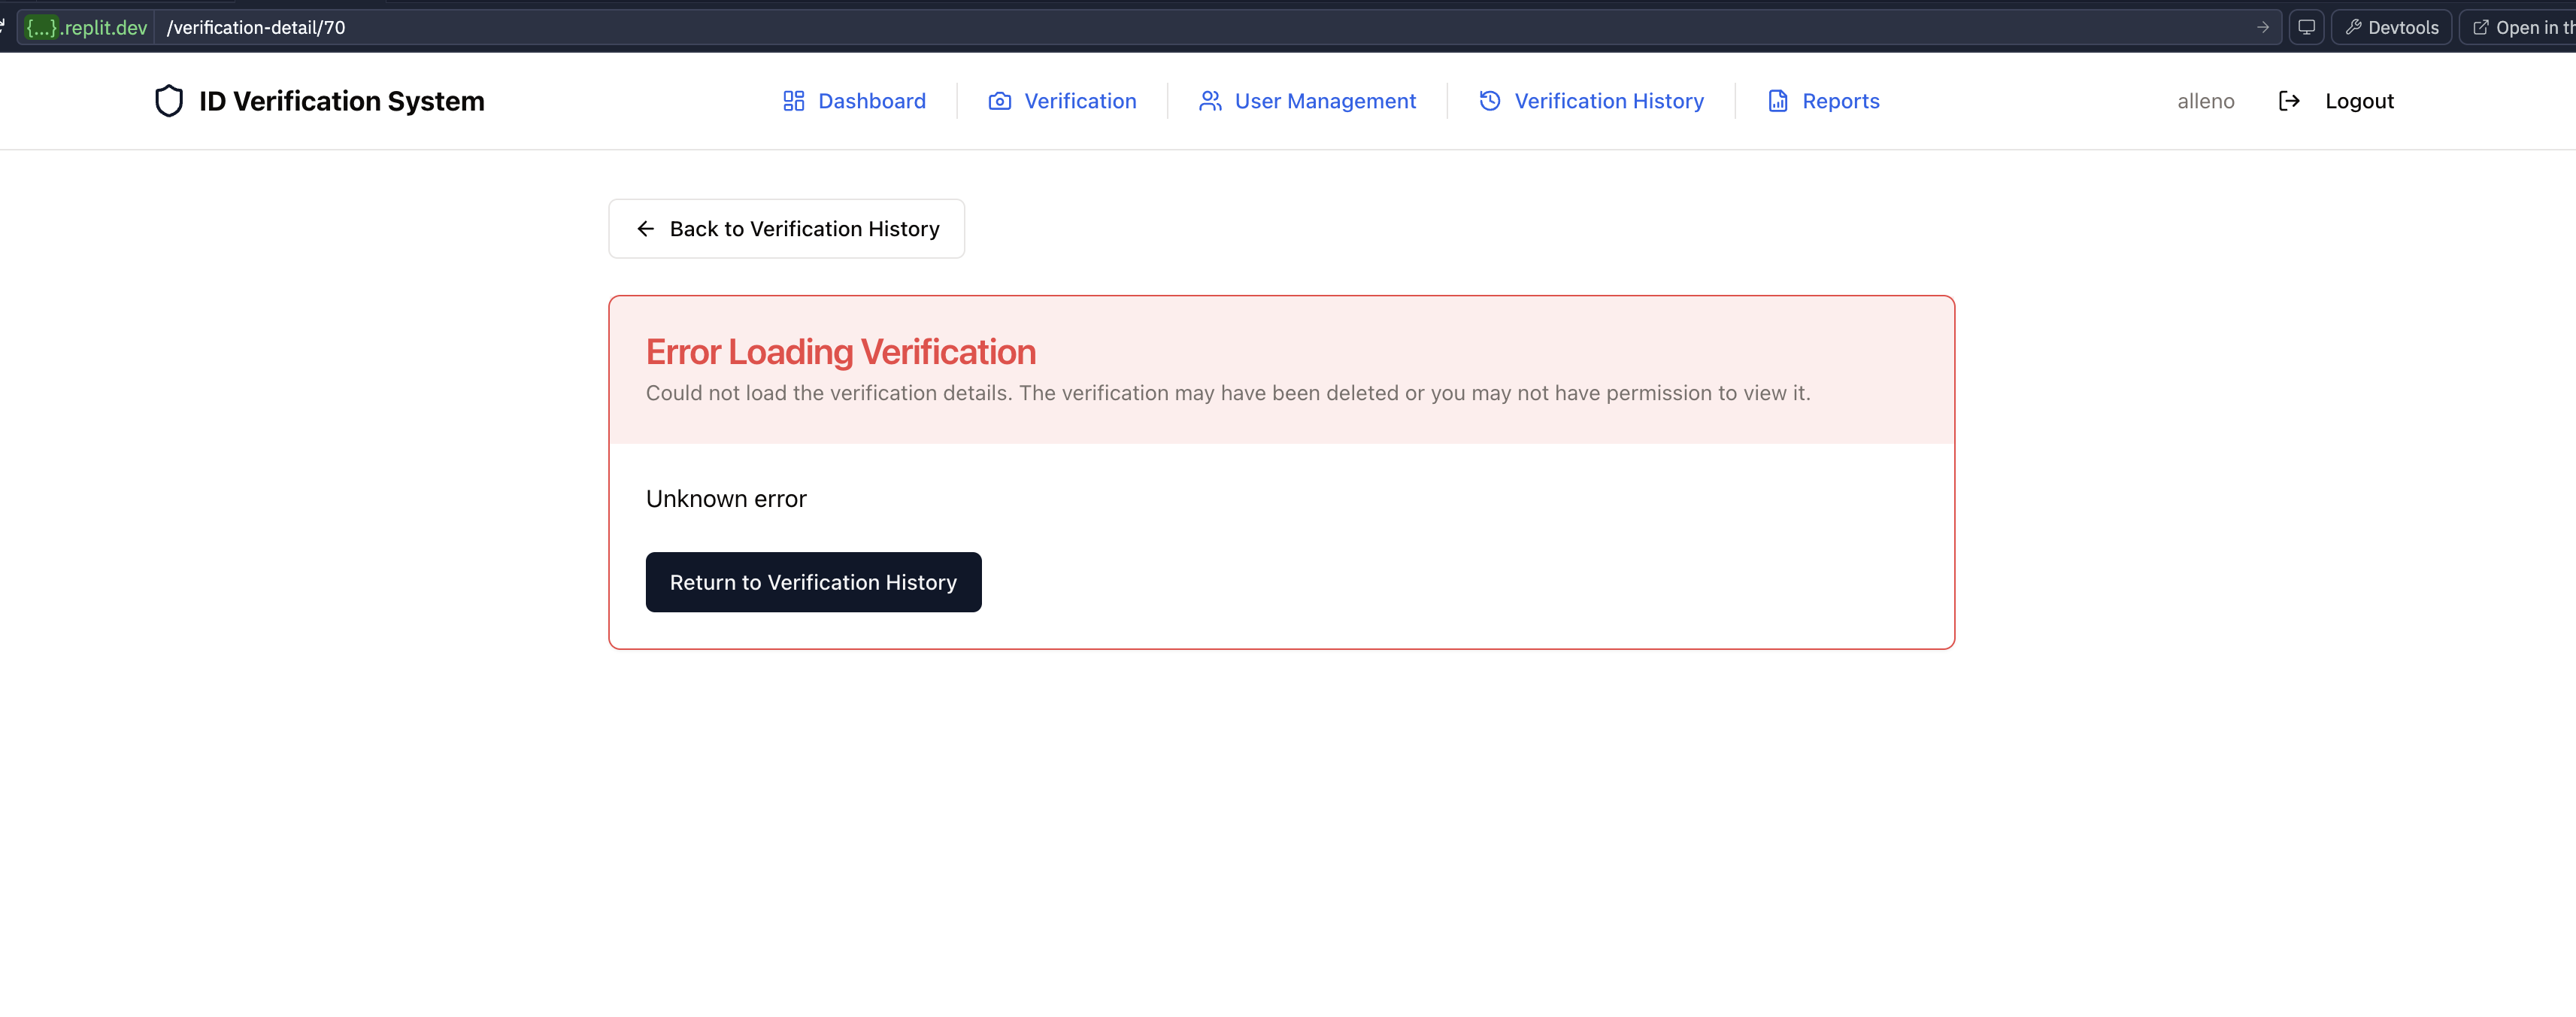 {...}.replit.dev /verification-detail/70 Devtools Open in th
ID Verification System Dashboard Verification User Management Verification History Reports alleno Logout
Back to Verification History
Error Loading Verification
Could not load the verification details. The verification may have been deleted or you may not have permission to view it.
Unknown error
Return to Verification History